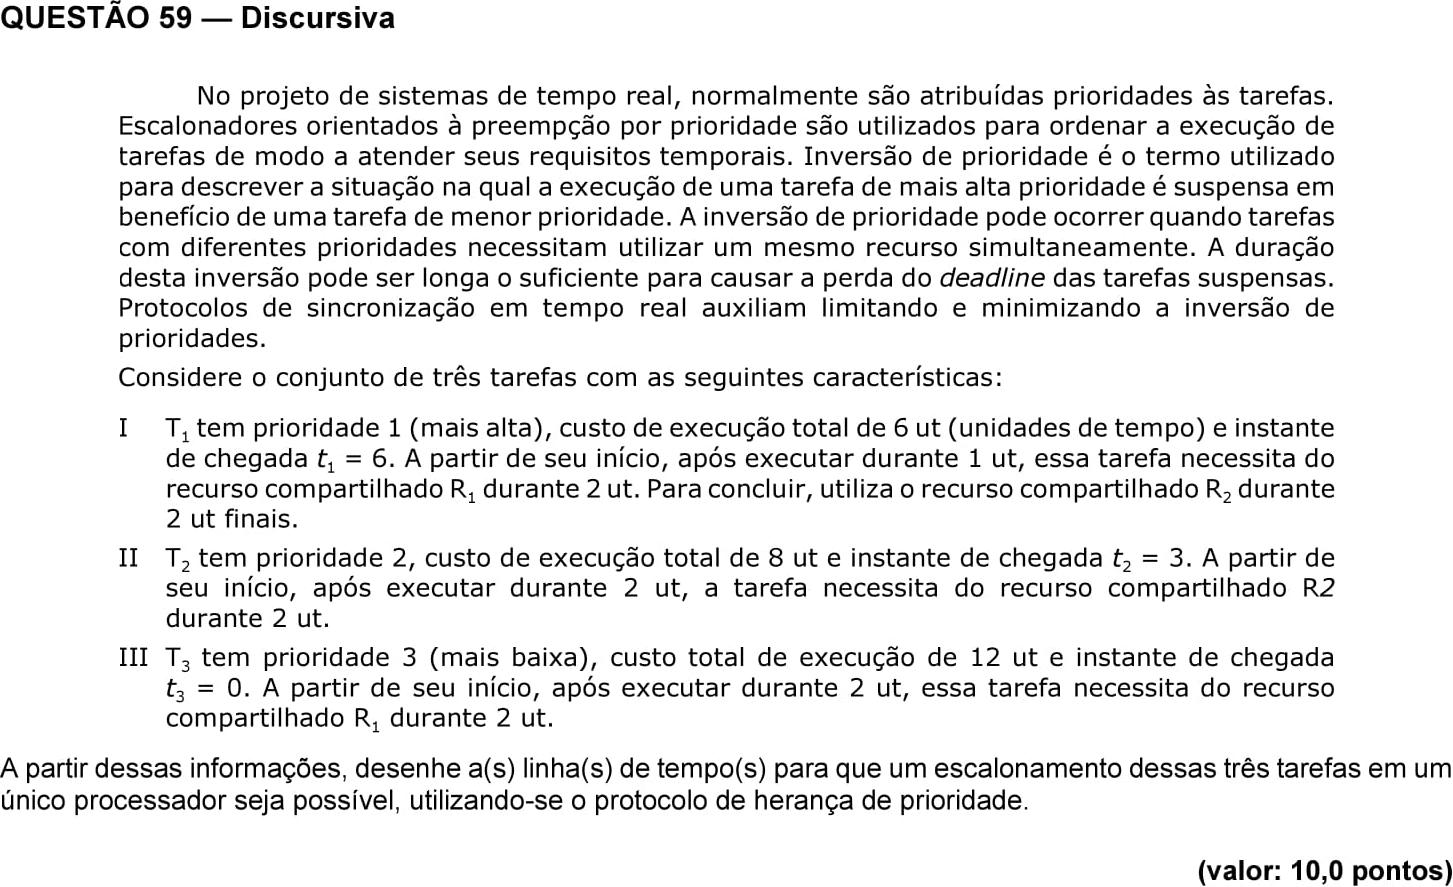 QUESTÃO 59 — Discursiva
No projeto de sistemas de tempo real, normalmente são atribuídas prioridades às tarefas.
Escalonadores orientados à preempção por prioridade são utilizados para ordenar a execução de
tarefas de modo a atender seus requisitos temporais. Inversão de prioridade é o termo utilizado
para descrever a situação na qual a execução de uma tarefa de mais alta prioridade é suspensa em
benefício de uma tarefa de menor prioridade. A inversão de prioridade pode ocorrer quando tarefas
com diferentes prioridades necessitam utilizar um mesmo recurso simultaneamente. A duração
desta inversão pode ser longa o suficiente para causar a perda do deadline das tarefas suspensas.
Protocolos de sincronização em tempo real auxiliam limitando e minimizando a inversão de
prioridades.
Considere o conjunto de três tarefas com as seguintes características:
I T₁ tem prioridade 1 (mais alta), custo de execução total de 6 ut (unidades de tempo) e instante
de chegada t₁ = 6. A partir de seu início, após executar durante 1 ut, essa tarefa necessita do
recurso compartilhado R₁ durante 2 ut. Para concluir, utiliza o recurso compartilhado R₂ durante
2 ut finais.
II T₂ tem prioridade 2, custo de execução total de 8 ut e instante de chegada t₂ = 3. A partir de
seu início, após executar durante 2 ut, a tarefa necessita do recurso compartilhado R2
durante 2 ut.
III T₃ tem prioridade 3 (mais baixa), custo total de execução de 12 ut e instante de chegada
t₃ = 0. A partir de seu início, após executar durante 2 ut, essa tarefa necessita do recurso
compartilhado R₁ durante 2 ut.
A partir dessas informações, desenhe a(s) linha(s) de tempo(s) para que um escalonamento dessas três tarefas em um
único processador seja possível, utilizando-se o protocolo de herança de prioridade.
(valor: 10,0 pontos)